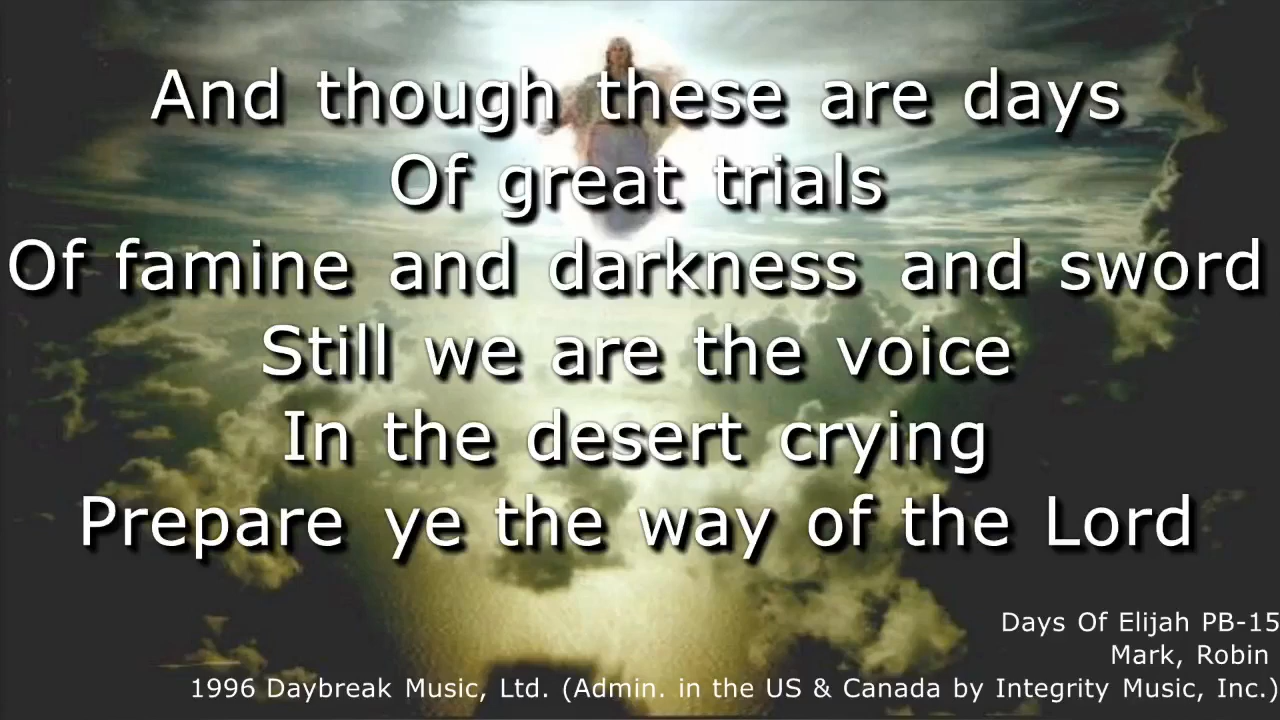 And though these are days
Of great trials
Of famine and darkness and sword
Still we are the voice
In the desert crying
Prepare ye the way of the Lord
Days Of Elijah PB-15
Mark, Robin
1996 Daybreak Music, Ltd. (Admin. in the US & Canada by Integrity Music, Inc.)